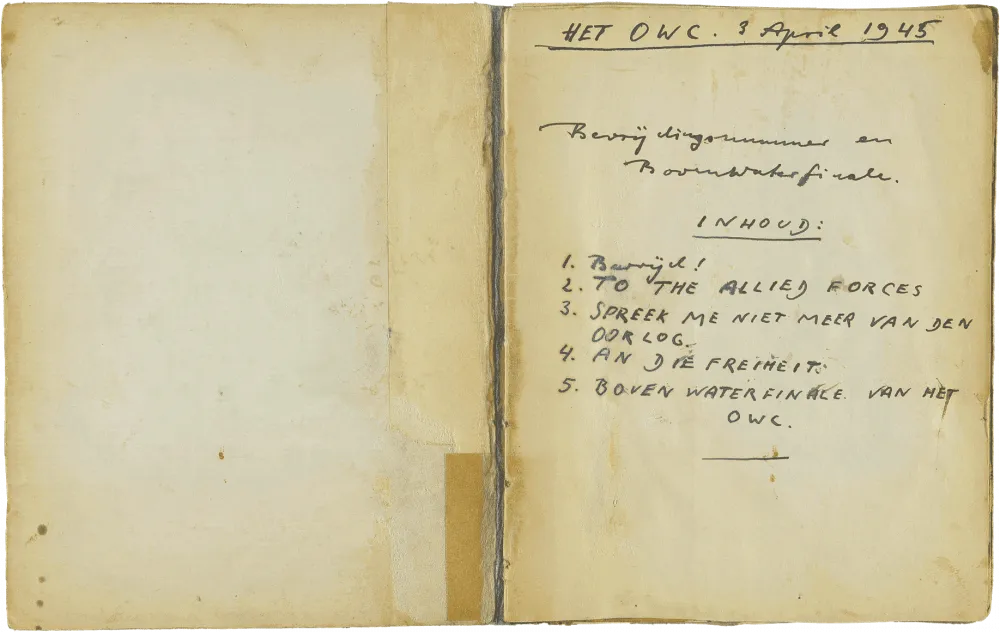 HET OWC. 3 April 1945
Bevrijdingsnummer en
Bovenwaterfinale.
INHOUD:
1. Bevrijd!
2. TO THE ALLIED FORCES
3. SPREEK ME NIET MEER VAN DEN
OORLOG.
4. AN DIE FREIHEIT.
5. BOVEN WATERFINALE VAN HET
OWC.